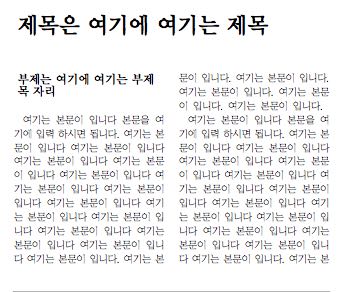 제목은 여기에 여기는 제목
부제는 여기에 여기는 부제
목 자리
여기는 본문이 입니다 본문을 여
기에 입력 하시면 됩니다. 여기는 본
문이 입니다 여기는 본문이 입니다
여기는 본문이 입니다 여기는 본문
이 입니다 여기는 본문이 입니다 여
기는 본문이 입니다 여기는 본문이
입니다 여기는 본문이 입니다 여기
는 본문이 입니다 여기는 본문이 입
니다 여기는 본문이 입니다 여기는
본문이 입니다 여기는 본문이 입니
다 여기는 본문이 입니다. 여기는 본
문이 입니다. 여기는 본문이 입니다.
여기는 본문이 입니다. 여기는 본문
이 입니다. 여기는 본문이 입니다.
여기는 본문이 입니다 본문을 여
기에 입력 하시면 됩니다. 여기는 본
문이 입니다 여기는 본문이 입니다
여기는 본문이 입니다 여기는 본문
이 입니다 여기는 본문이 입니다 여
기는 본문이 입니다 여기는 본문이
입니다 여기는 본문이 입니다 여기
는 본문이 입니다 여기는 본문이 입
니다 여기는 본문이 입니다 여기는
본문이 입니다 여기는 본문이 입니
다 여기는 본문이 입니다. 여기는 본